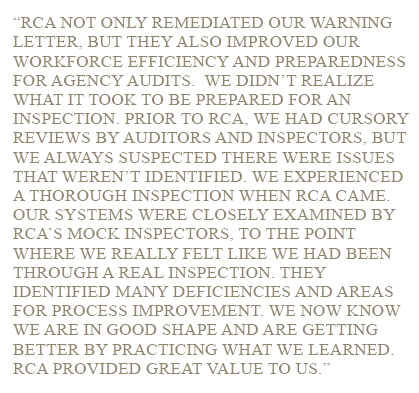 “RCA NOT ONLY REMEDIATED OUR WARNING
LETTER, BUT THEY ALSO IMPROVED OUR
WORKFORCE EFFICIENCY AND PREPAREDNESS
FOR AGENCY AUDITS.  WE DIDN’T REALIZE
WHAT IT TOOK TO BE PREPARED FOR AN
INSPECTION. PRIOR TO RCA, WE HAD CURSORY
REVIEWS BY AUDITORS AND INSPECTORS, BUT
WE ALWAYS SUSPECTED THERE WERE ISSUES
THAT WEREN’T IDENTIFIED. WE EXPERIENCED
A THOROUGH INSPECTION WHEN RCA CAME.
OUR SYSTEMS WERE CLOSELY EXAMINED BY
RCA’S MOCK INSPECTORS, TO THE POINT
WHERE WE REALLY FELT LIKE WE HAD BEEN
THROUGH A REAL INSPECTION. THEY
IDENTIFIED MANY DEFICIENCIES AND AREAS
FOR PROCESS IMPROVEMENT. WE NOW KNOW
WE ARE IN GOOD SHAPE AND ARE GETTING
BETTER BY PRACTICING WHAT WE LEARNED.
RCA PROVIDED GREAT VALUE TO US.”